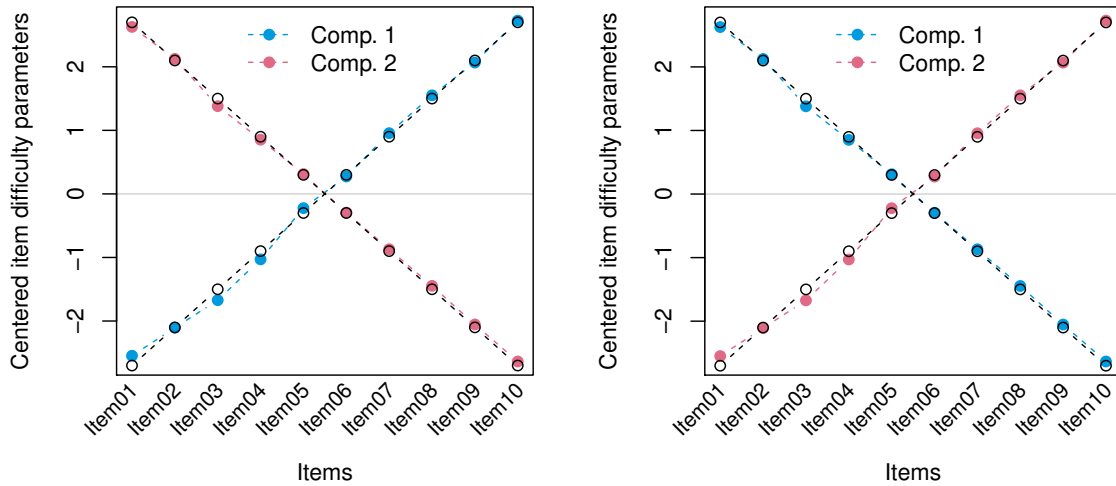 Centered item difficulty parameters
2
1
0
−1
−2
Comp. 1
Comp. 2
Item01
Item02
Item03
Item04
Item05
Item06
Item07
Item08
Item09
Item10
Items
Centered item difficulty parameters
2
1
0
−1
−2
Comp. 1
Comp. 2
Item01
Item02
Item03
Item04
Item05
Item06
Item07
Item08
Item09
Item10
Items